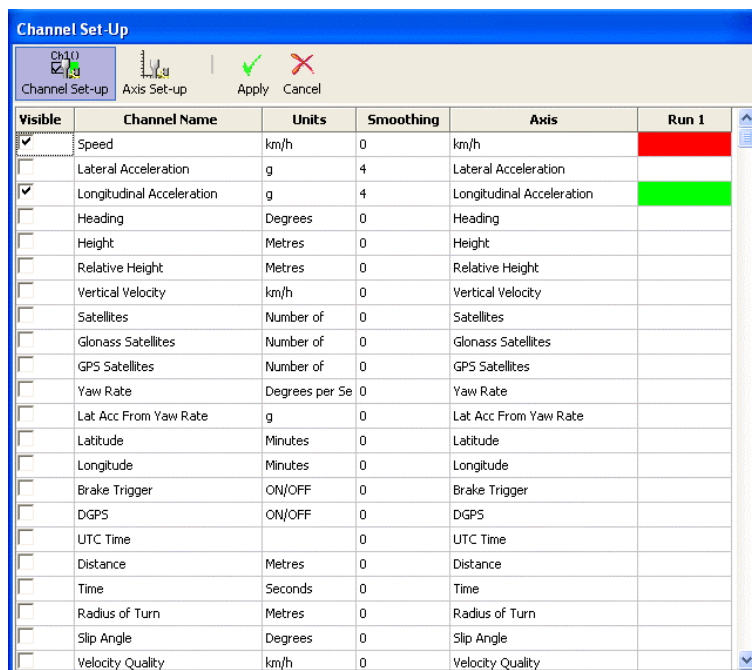 Channel Set-Up
Ch1()
Channel Set-up Axis Set-up Apply Cancel
Visible Channel Name Units Smoothing Axis Run 1
Speed km/h 0 km/h
Lateral Acceleration g 4 Lateral Acceleration
Longitudinal Acceleration g 4 Longitudinal Acceleration
Heading Degrees 0 Heading
Height Metres 0 Height
Relative Height Metres 0 Relative Height
Vertical Velocity km/h 0 Vertical Velocity
Satellites Number of 0 Satellites
Glonass Satellites Number of 0 Glonass Satellites
GPS Satellites Number of 0 GPS Satellites
Yaw Rate Degrees per Se 0 Yaw Rate
Lat Acc From Yaw Rate g 0 Lat Acc From Yaw Rate
Latitude Minutes 0 Latitude
Longitude Minutes 0 Longitude
Brake Trigger ON/OFF 0 Brake Trigger
DGPS ON/OFF 0 DGPS
UTC Time 0 UTC Time
Distance Metres 0 Distance
Time Seconds 0 Time
Radius of Turn Metres 0 Radius of Turn
Slip Angle Degrees 0 Slip Angle
Velocity Quality km/h 0 Velocity Quality